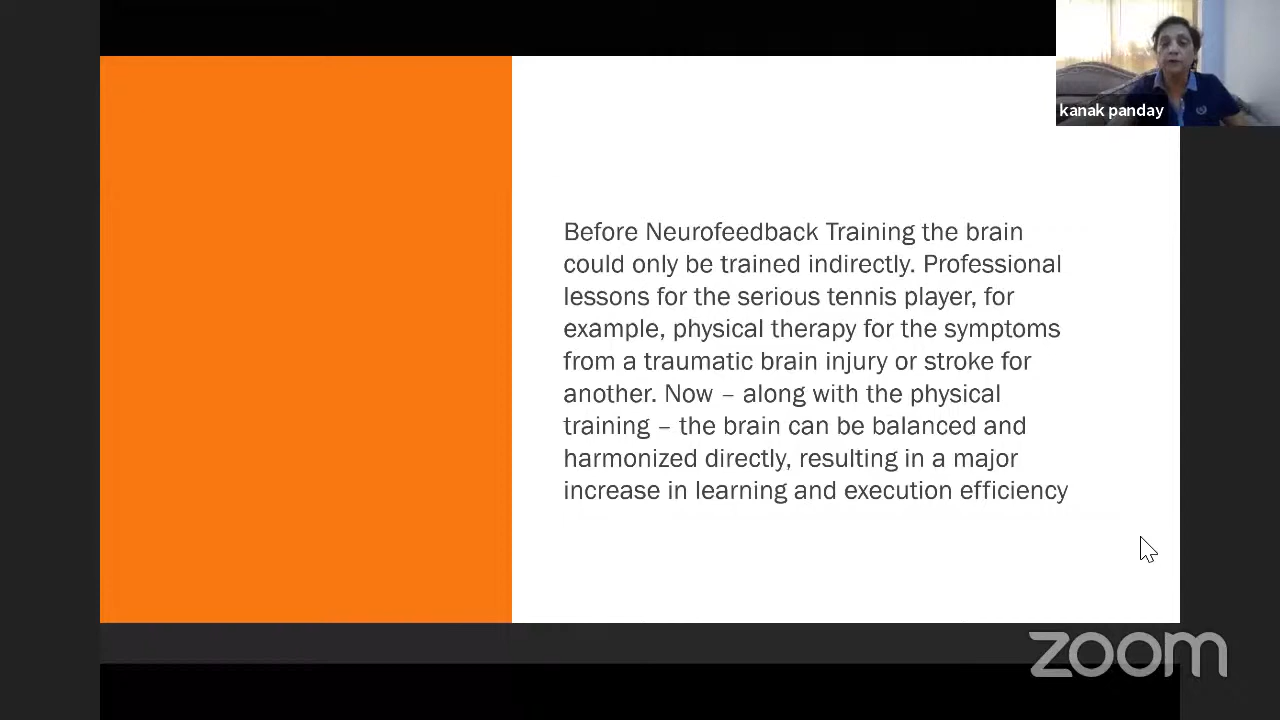 kanak panday
Before Neurofeedback Training the brain
could only be trained indirectly. Professional
lessons for the serious tennis player, for
example, physical therapy for the symptoms
from a traumatic brain injury or stroke for
another. Now – along with the physical
training – the brain can be balanced and
harmonized directly, resulting in a major
increase in learning and execution efficiency
zoom